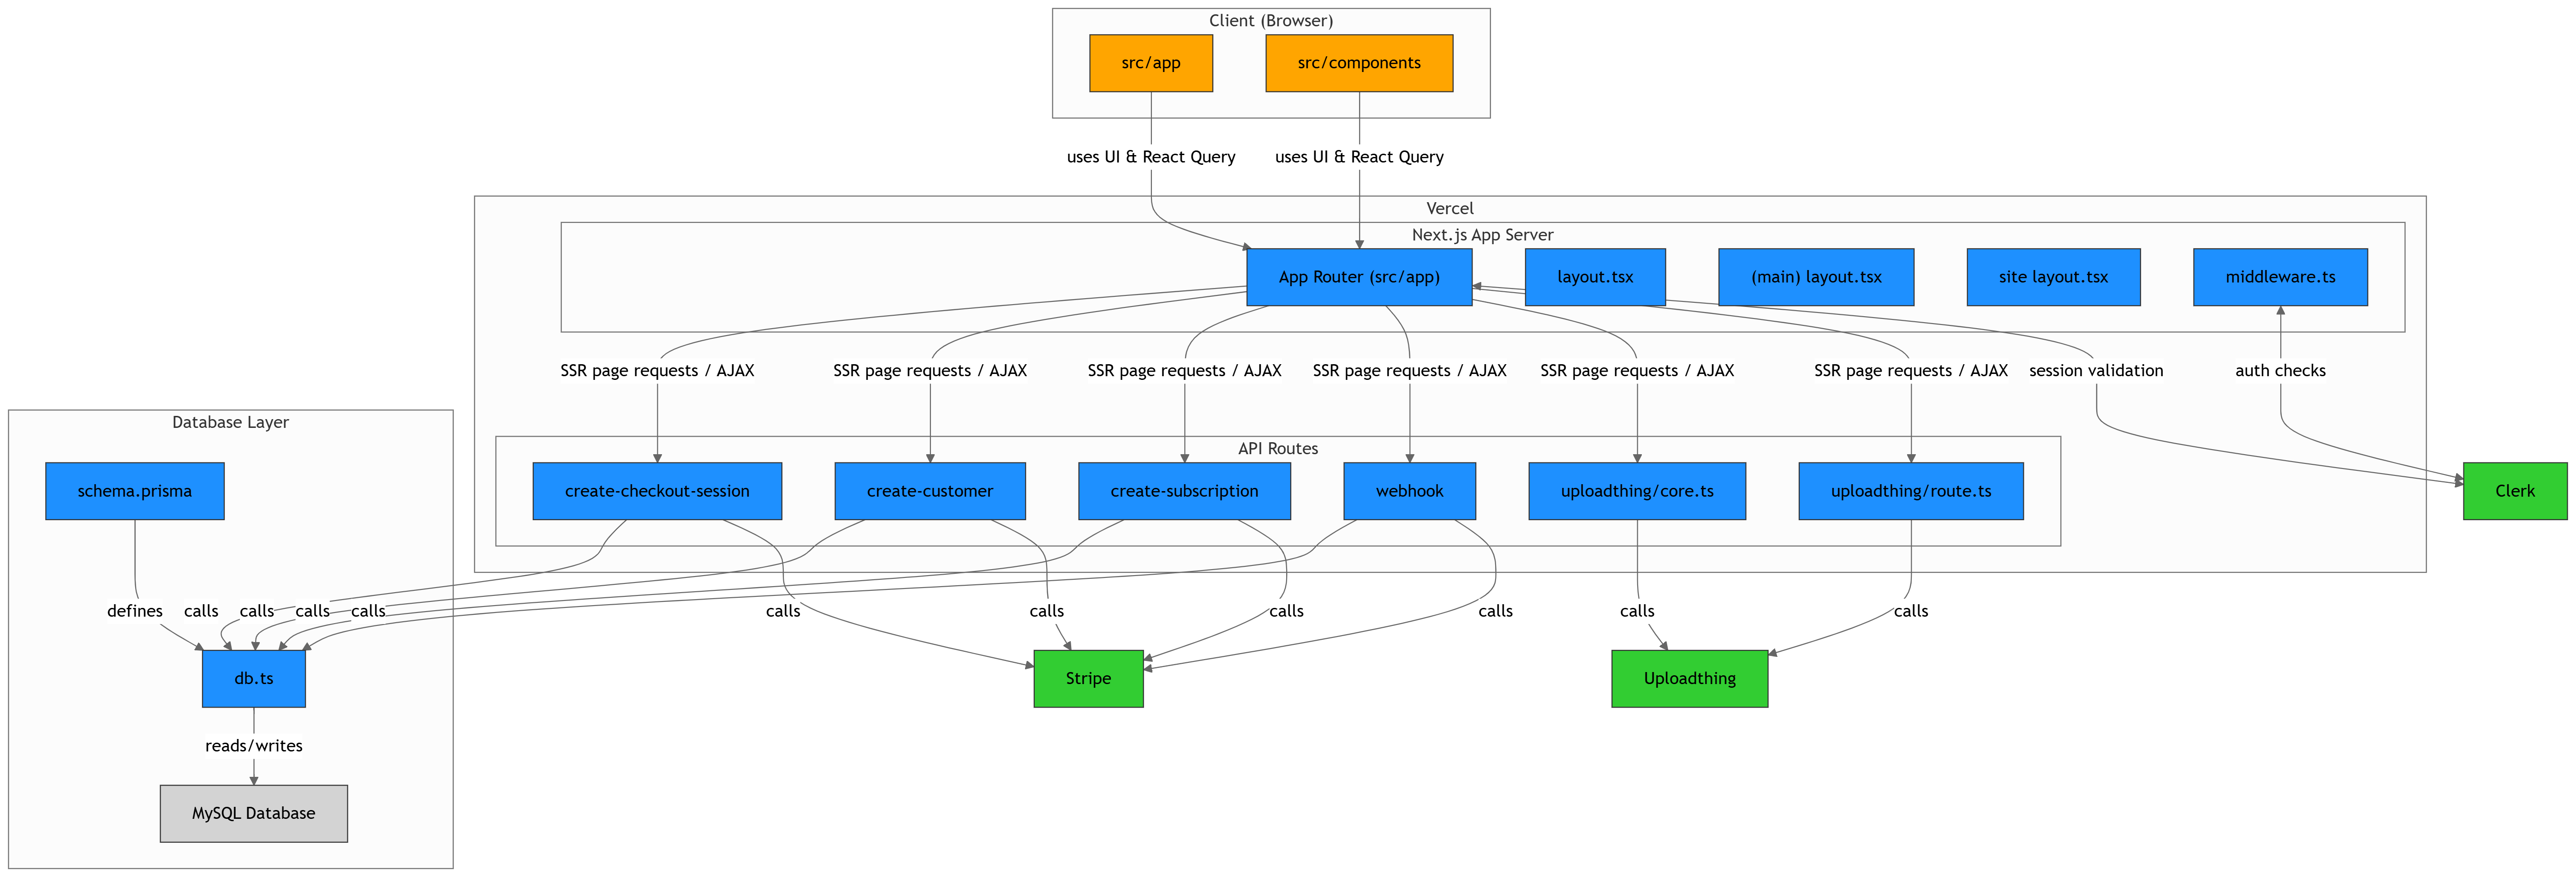 Client (Browser)
src/app
src/components
uses UI & React Query
uses UI & React Query
Vercel
Next.js App Server
App Router (src/app)
layout.tsx
(main) layout.tsx
site layout.tsx
middleware.ts
SSR page requests / AJAX
SSR page requests / AJAX
SSR page requests / AJAX
SSR page requests / AJAX
SSR page requests / AJAX
SSR page requests / AJAX
session validation
auth checks
Database Layer
API Routes
schema.prisma
create-checkout-session
create-customer
create-subscription
webhook
uploadthing/core.ts
uploadthing/route.ts
Clerk
defines
calls
calls
calls
calls
calls
calls
calls
calls
calls
calls
db.ts
Stripe
Uploadthing
reads/writes
MySQL Database